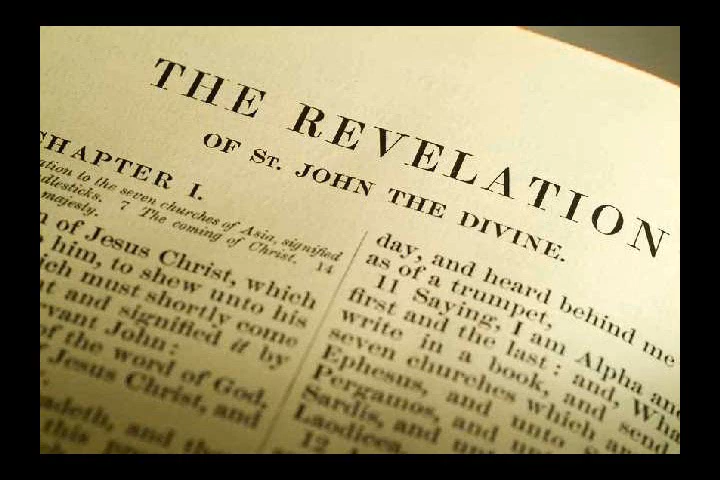 THE REVELATION
OF ST. JOHN THE DIVINE.
CHAPTER I.
ation to the seven churches of Asia, signified
dlesticks. 7 The coming of Christ. 14
majesty.
of Jesus Christ, which
him, to shew unto his
ich must shortly come
and signified it by
rvant John:
of the word of God,
Jesus Christ, and
adeth, and the
this
day, and heard behind me
as of a trumpet,
11 Saying, I am Alpha and
first and the last: and, Wha
write in a book, and send
seven churches which are
Ephesus, and unto S
Pergamos, and unto
Sardis, and unt
Laodicea.
12